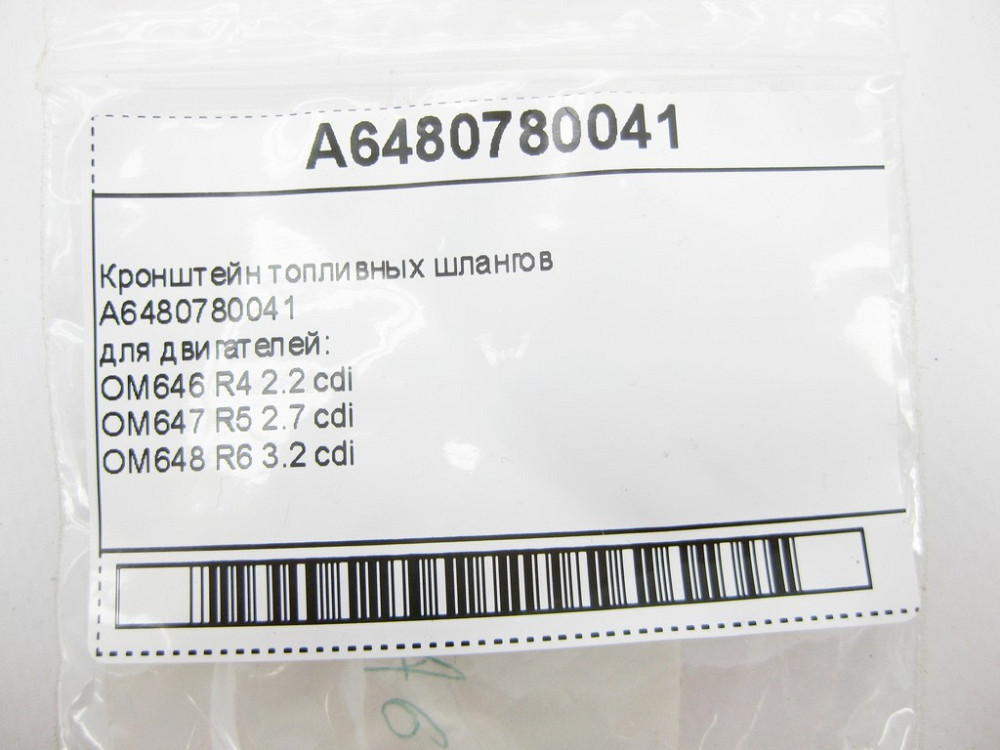 A6480780041
Кронштейн топливных шлангов
A6480780041
для двигателей:
OM646 R4 2.2 cdi
OM647 R5 2.7 cdi
OM648 R6 3.2 cdi